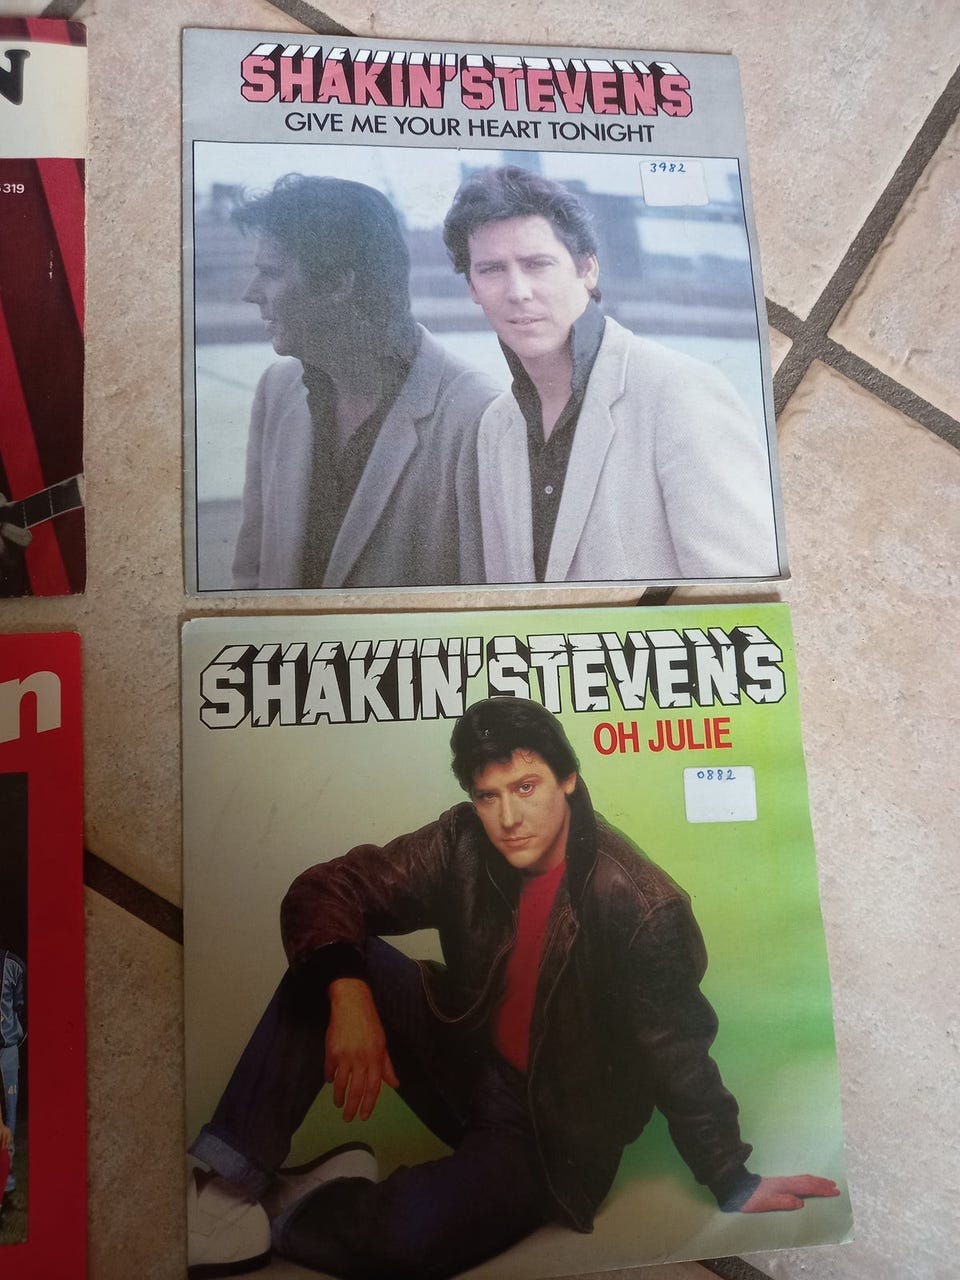 319
n
SHAKIN' STEVENS
GIVE ME YOUR HEART TONIGHT
3982
SHAKIN' STEVENS
OH JULIE
0882